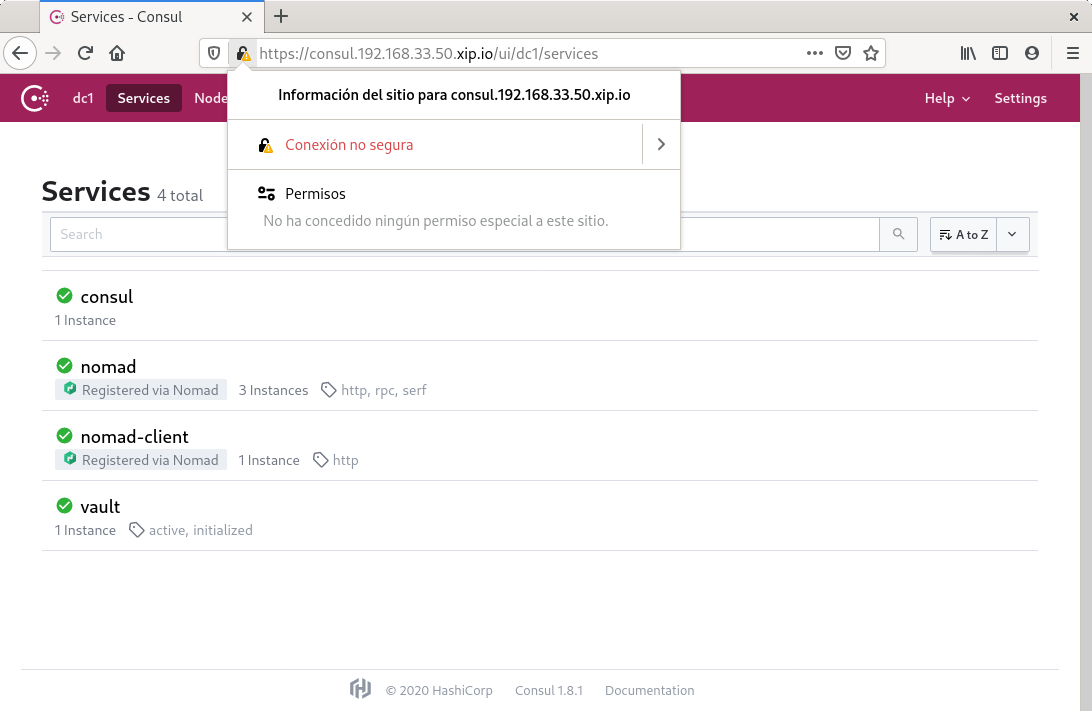 Services - Consul
https://consul.192.168.33.50.xip.io/ui/dc1/services
dc1 Services Node Help Settings
Información del sitio para consul.192.168.33.50.xip.io
Conexión no segura
Permisos
No ha concedido ningún permiso especial a este sitio.
Services 4 total
Search A to Z
consul
1 Instance
nomad
Registered via Nomad 3 Instances http, rpc, serf
nomad-client
Registered via Nomad 1 Instance http
vault
1 Instance active, initialized
© 2020 HashiCorp Consul 1.8.1 Documentation